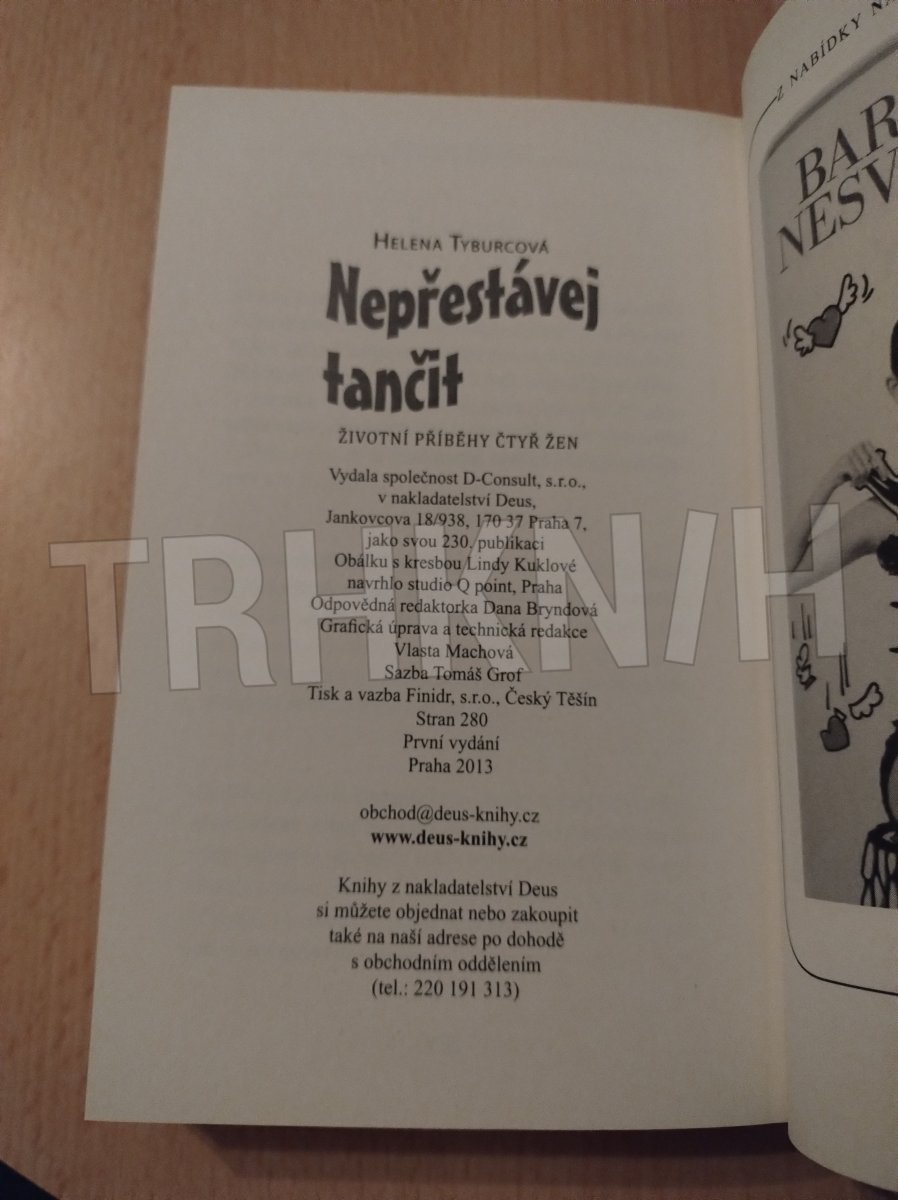 HELENA TYBURCOVÁ
Nepřestávej
tančit
ŽIVOTNÍ PŘÍBĚHY ČTYŘ ŽEN
Vydala společnost D-Consult, s.r.o.,
v nakladatelství Deus,
Jankovcova 18/938, 170 37 Praha 7,
jako svou 230. publikaci
Obálku s kresbou Lindy Kuklové
navrhlo studio Q point, Praha
Odpovědná redaktorka Dana Bryndová
Grafická úprava a technická redakce
Vlasta Machová
Sazba Tomáš Grof
Tisk a vazba Finidr, s.r.o., Český Těšín
Stran 280
První vydání
Praha 2013
obchod@deus-knihy.cz
www.deus-knihy.cz
Knihy z nakladatelství Deus
si můžete objednat nebo zakoupit
také na naší adrese po dohodě
s obchodním oddělením
(tel.: 220 191 313)
TRHKNIH
Z NABÍDKY NA
BAR
NESV